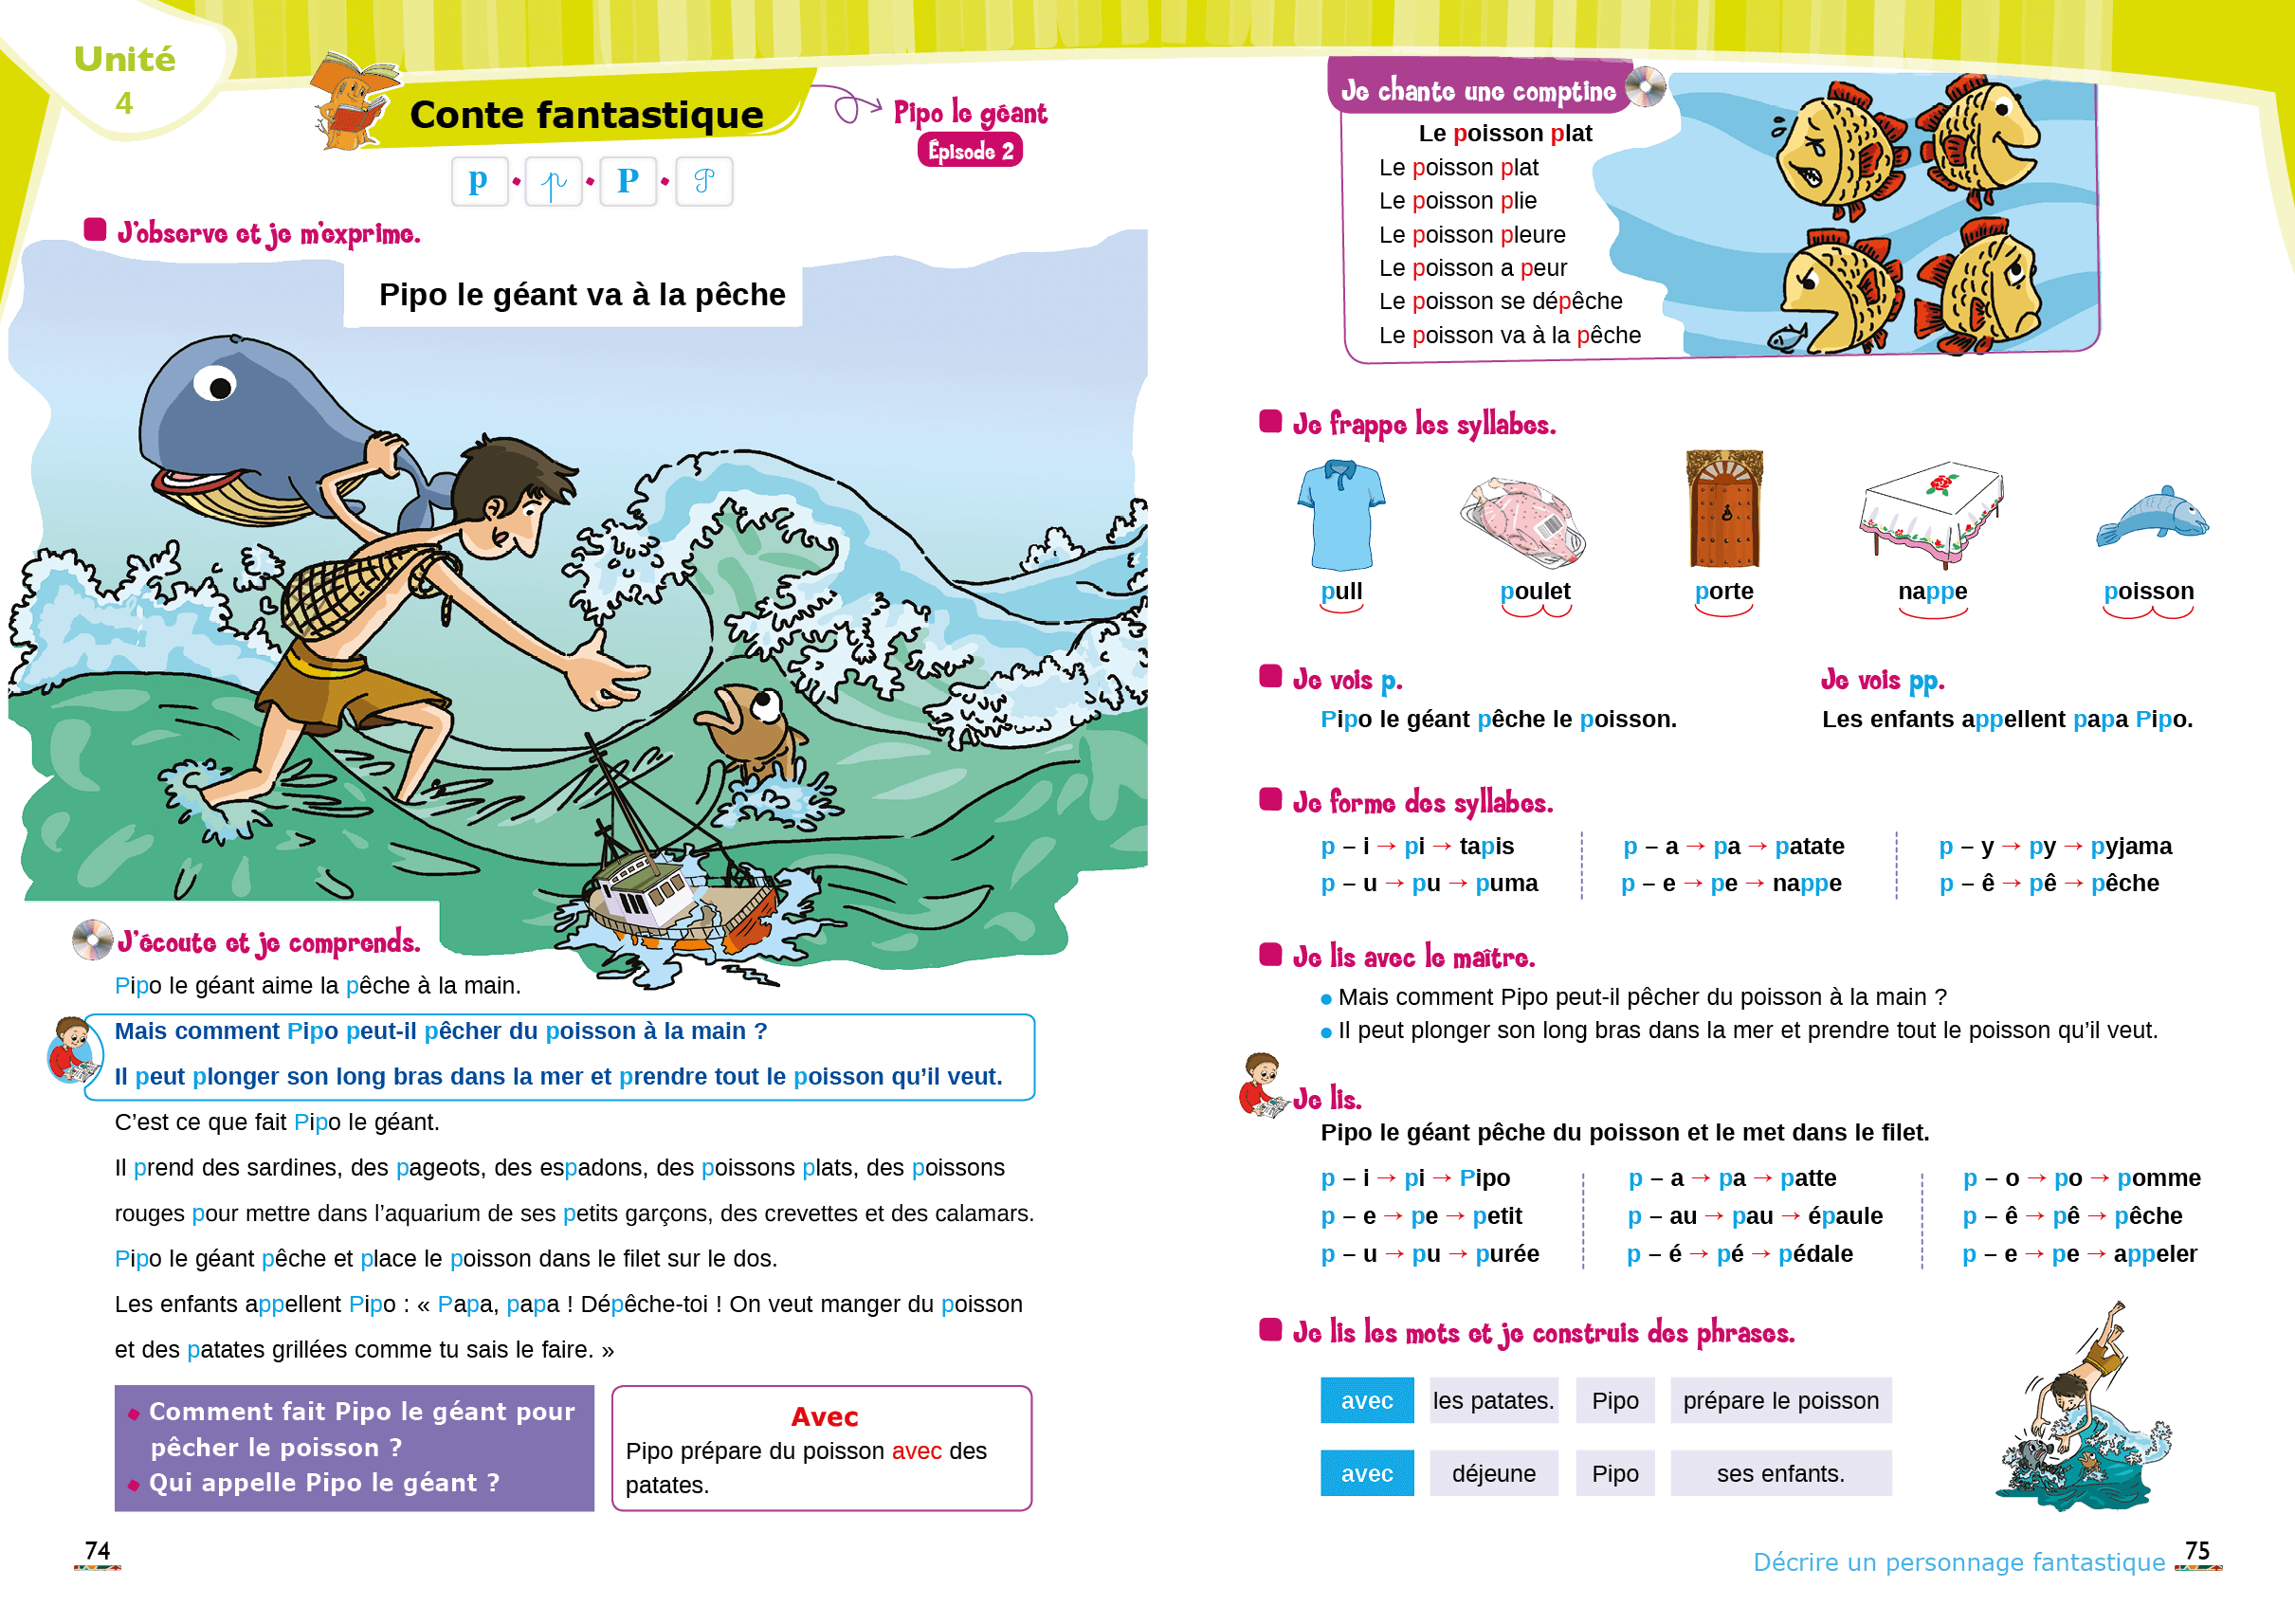 Unité
4
Conte fantastique
Pipo le géant
Épisode 2
p • p • P • P
J'observe et je m'exprime.
Pipo le géant va à la pêche
J'écoute et je comprends.
Pipo le géant aime la pêche à la main.
Mais comment Pipo peut-il pêcher du poisson à la main ?
Il peut plonger son long bras dans la mer et prendre tout le poisson qu'il veut.
C'est ce que fait Pipo le géant.
Il prend des sardines, des pageots, des espadons, des poissons plats, des poissons
rouges pour mettre dans l'aquarium de ses petits garçons, des crevettes et des calamars.
Pipo le géant pêche et place le poisson dans le filet sur le dos.
Les enfants appellent Pipo : « Papa, papa ! Dépêche-toi ! On veut manger du poisson
et des patates grillées comme tu sais le faire. »
• Comment fait Pipo le géant pour
pêcher le poisson ?
• Qui appelle Pipo le géant ?
Avec
Pipo prépare du poisson avec des
patates.
74
Je chante une comptine
Le poisson plat
Le poisson plat
Le poisson plie
Le poisson pleure
Le poisson a peur
Le poisson se dépêche
Le poisson va à la pêche
Je frappe les syllabes.
pull poulet porte nappe poisson
Je vois p.
Pipo le géant pêche le poisson.
Je vois pp.
Les enfants appellent papa Pipo.
Je forme des syllabes.
p – i → pi → tapis p – a → pa → patate p – y → py → pyjama
p – u → pu → puma p – e → pe → nappe p – ê → pê → pêche
Je lis avec le maître.
• Mais comment Pipo peut-il pêcher du poisson à la main ?
• Il peut plonger son long bras dans la mer et prendre tout le poisson qu'il veut.
Je lis.
Pipo le géant pêche du poisson et le met dans le filet.
p – i → pi → Pipo p – a → pa → patte p – o → po → pomme
p – e → pe → petit p – au → pau → épaule p – ê → pê → pêche
p – u → pu → purée p – é → pé → pédale p – e → pe → appeler
Je lis les mots et je construis des phrases.
avec les patates. Pipo prépare le poisson
avec déjeune Pipo ses enfants.
Décrire un personnage fantastique 75